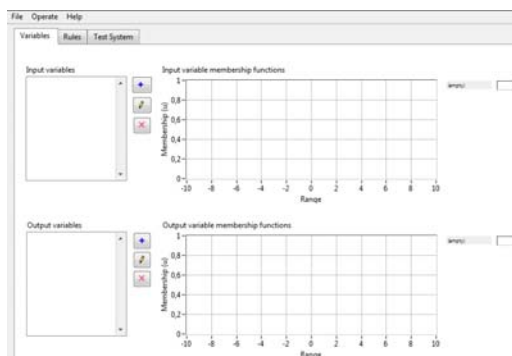 File Operate Help
Variables Rules Test System
Input variables
Input variable membership functions
(empty)
Membership (u)
1
0,8
0,6
0,4
0,2
0
-10 -8 -6 -4 -2 0 2 4 6 8 10
Range
Output variables
Output variable membership functions
(empty)
Membership (u)
1
0,8
0,6
0,4
0,2
0
-10 -8 -6 -4 -2 0 2 4 6 8 10
Range